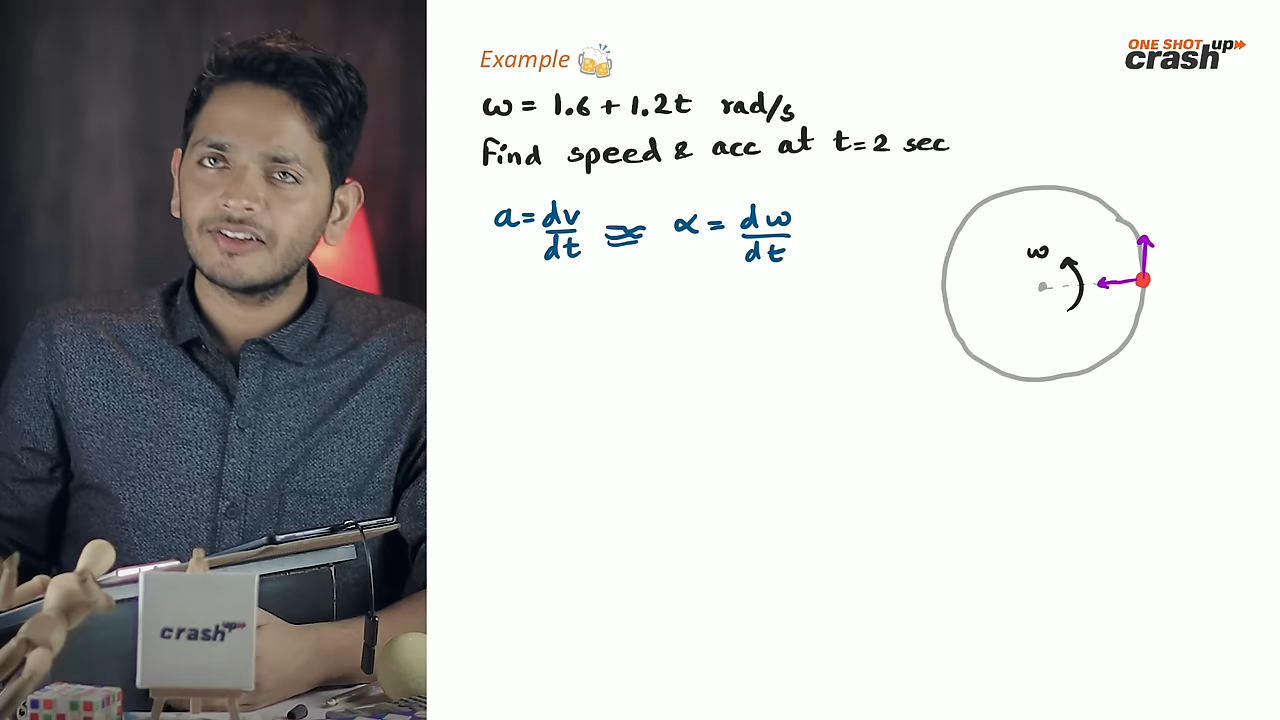 Example
ONE SHOT
crash up
ω = 1.6 + 1.2t rad/s
Find speed & acc at t=2 sec
a = dv/dt ≅ α = dω/dt
ω
crash up